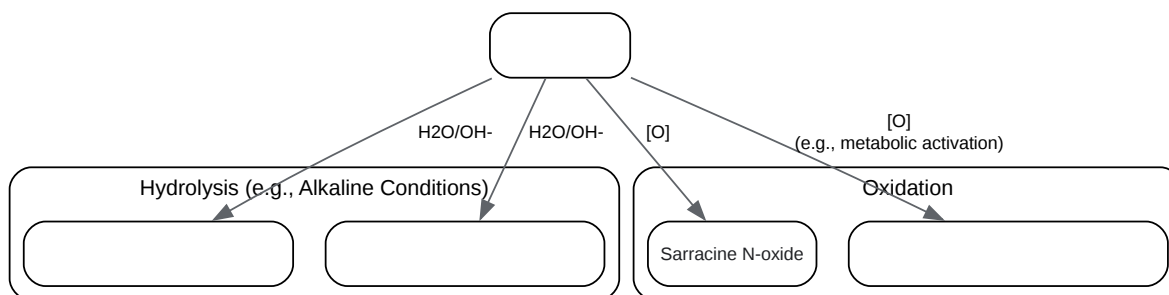 H2O/OH-
H2O/OH-
[O]
[O]
(e.g., metabolic activation)
Hydrolysis (e.g., Alkaline Conditions)
Oxidation
Sarracine N-oxide